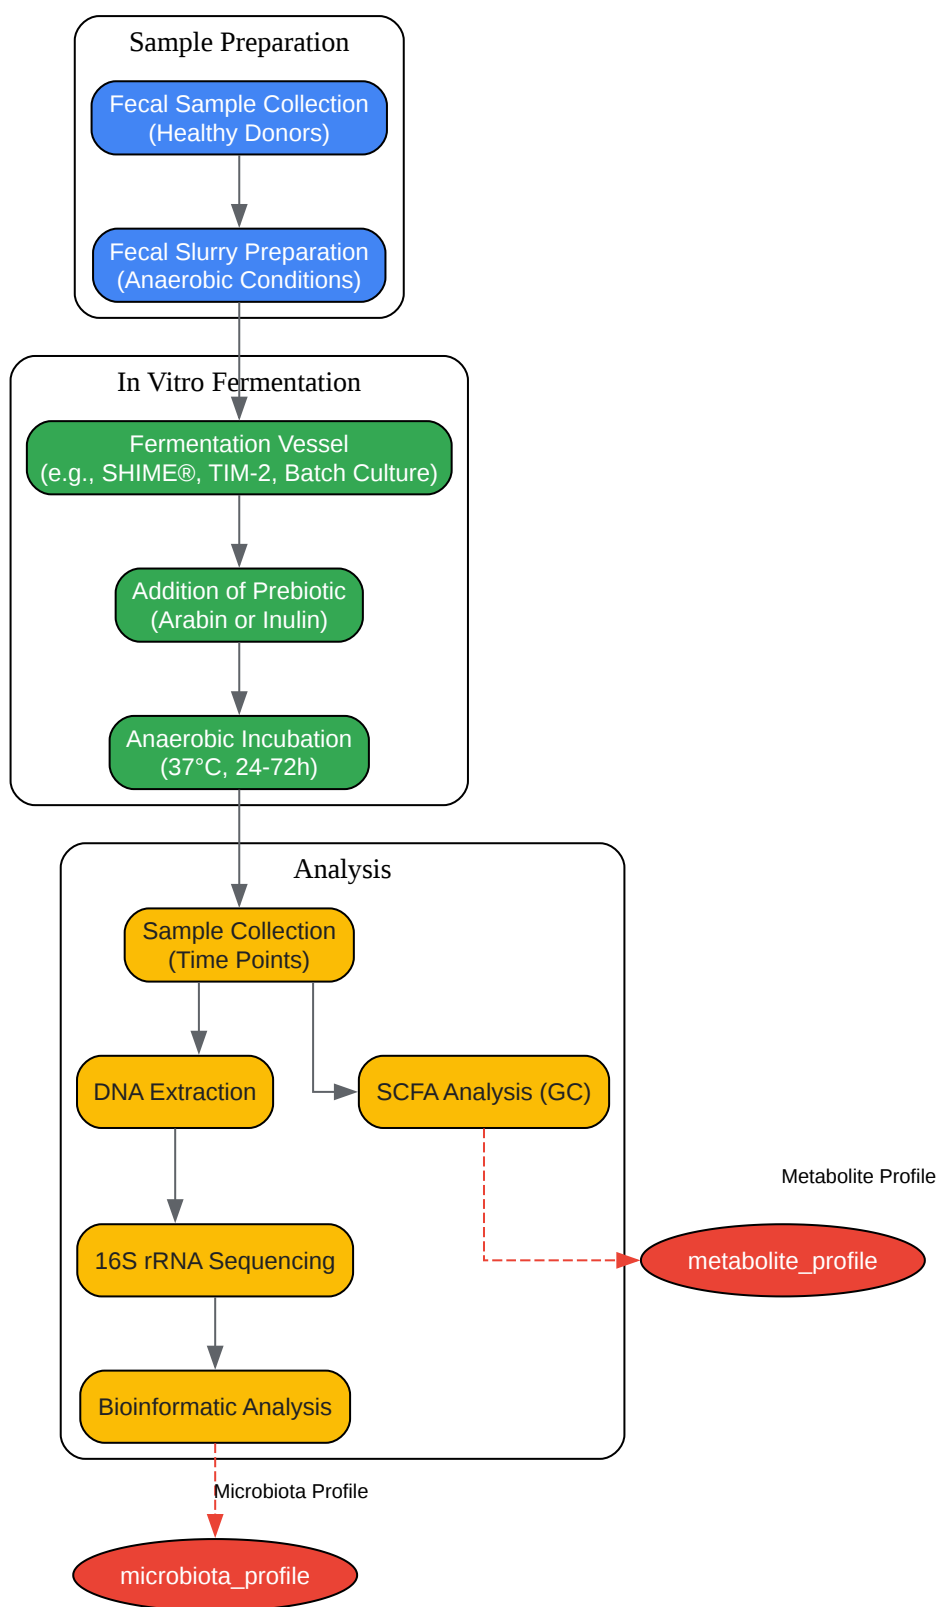 Sample Preparation
Fecal Sample Collection
(Healthy Donors)
Fecal Slurry Preparation
(Anaerobic Conditions)
In Vitro Fermentation
Fermentation Vessel
(e.g., SHIME®, TIM-2, Batch Culture)
Addition of Prebiotic
(Arabin or Inulin)
Anaerobic Incubation
(37°C, 24-72h)
Analysis
Sample Collection
(Time Points)
DNA Extraction
SCFA Analysis (GC)
Metabolite Profile
16S rRNA Sequencing
metabolite_profile
Bioinformatic Analysis
Microbiota Profile
microbiota_profile